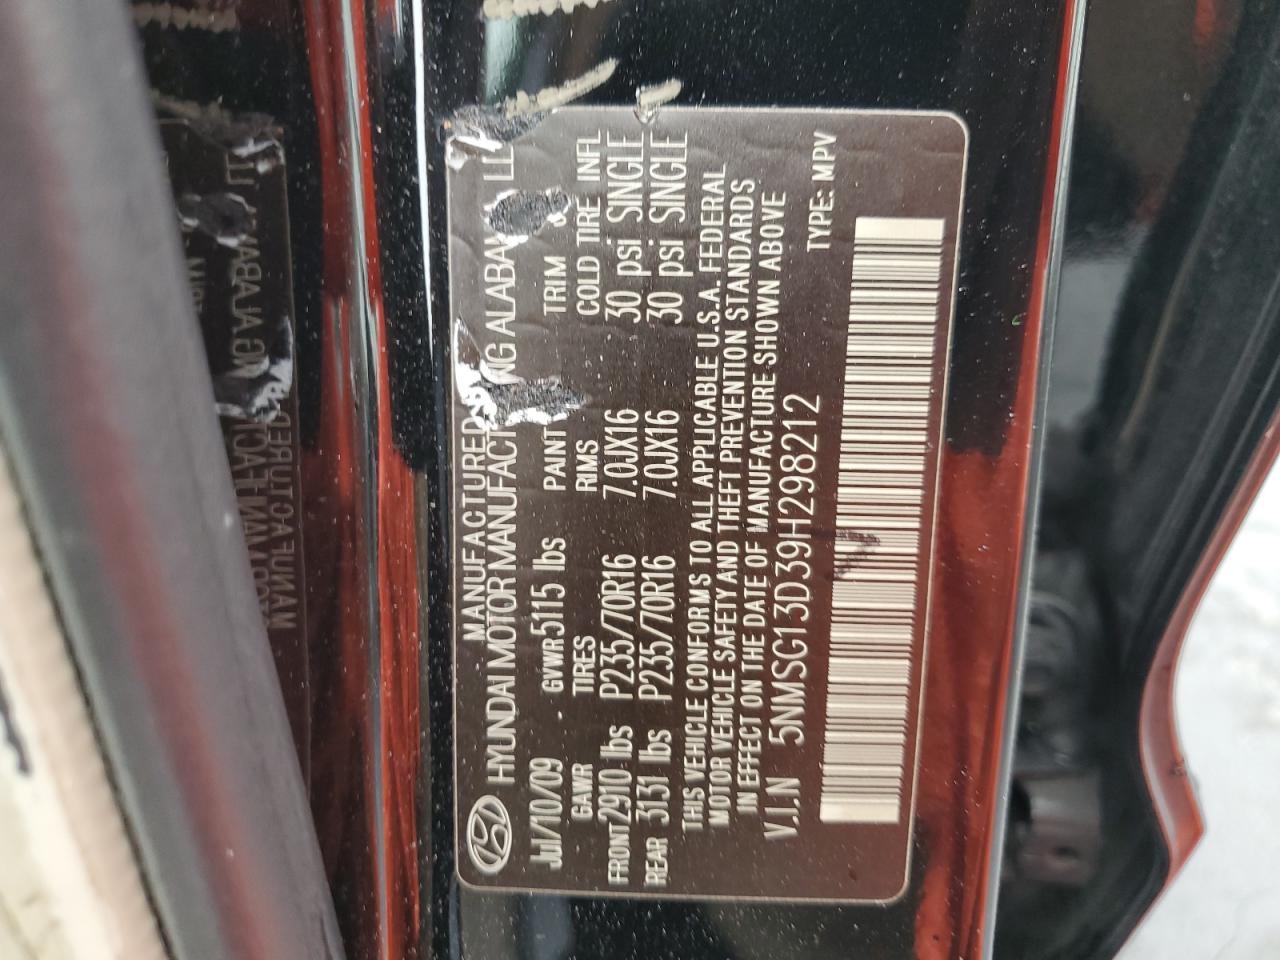 MANUFACTURED
HYUNDAI MOTOR MANUFACT NG ALABAM LL
Jul/10/09 GVWR 5115 lbs PAINT TRIM
GAWR TIRES RIMS COLD TIRE INFL
FRONT 2910 lbs P235/70R16 7.0JX16 30 psi SINGLE
REAR 3131 lbs P235/70R16 7.0JX16 30 psi SINGLE
THIS VEHICLE CONFORMS TO ALL APPLICABLE U.S.A. FEDERAL
MOTOR VEHICLE SAFETY AND THEFT PREVENTION STANDARDS
IN EFFECT ON THE DATE OF MANUFACTURE SHOWN ABOVE
V.I.N 5NMSG13D39H298212 TYPE: MPV